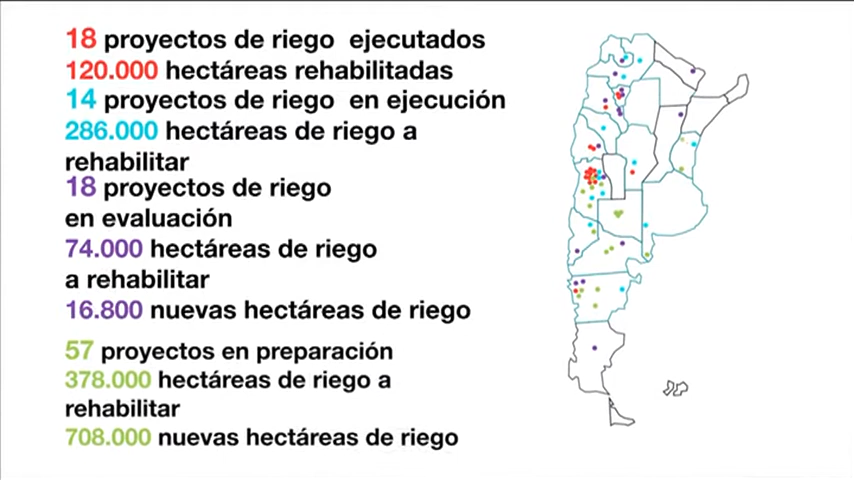 18 proyectos de riego ejecutados
120.000 hectáreas rehabilitadas
14 proyectos de riego en ejecución
286.000 hectáreas de riego a
rehabilitar
18 proyectos de riego
en evaluación
74.000 hectáreas de riego
a rehabilitar
16.800 nuevas hectáreas de riego
57 proyectos en preparación
378.000 hectáreas de riego a
rehabilitar
708.000 nuevas hectáreas de riego